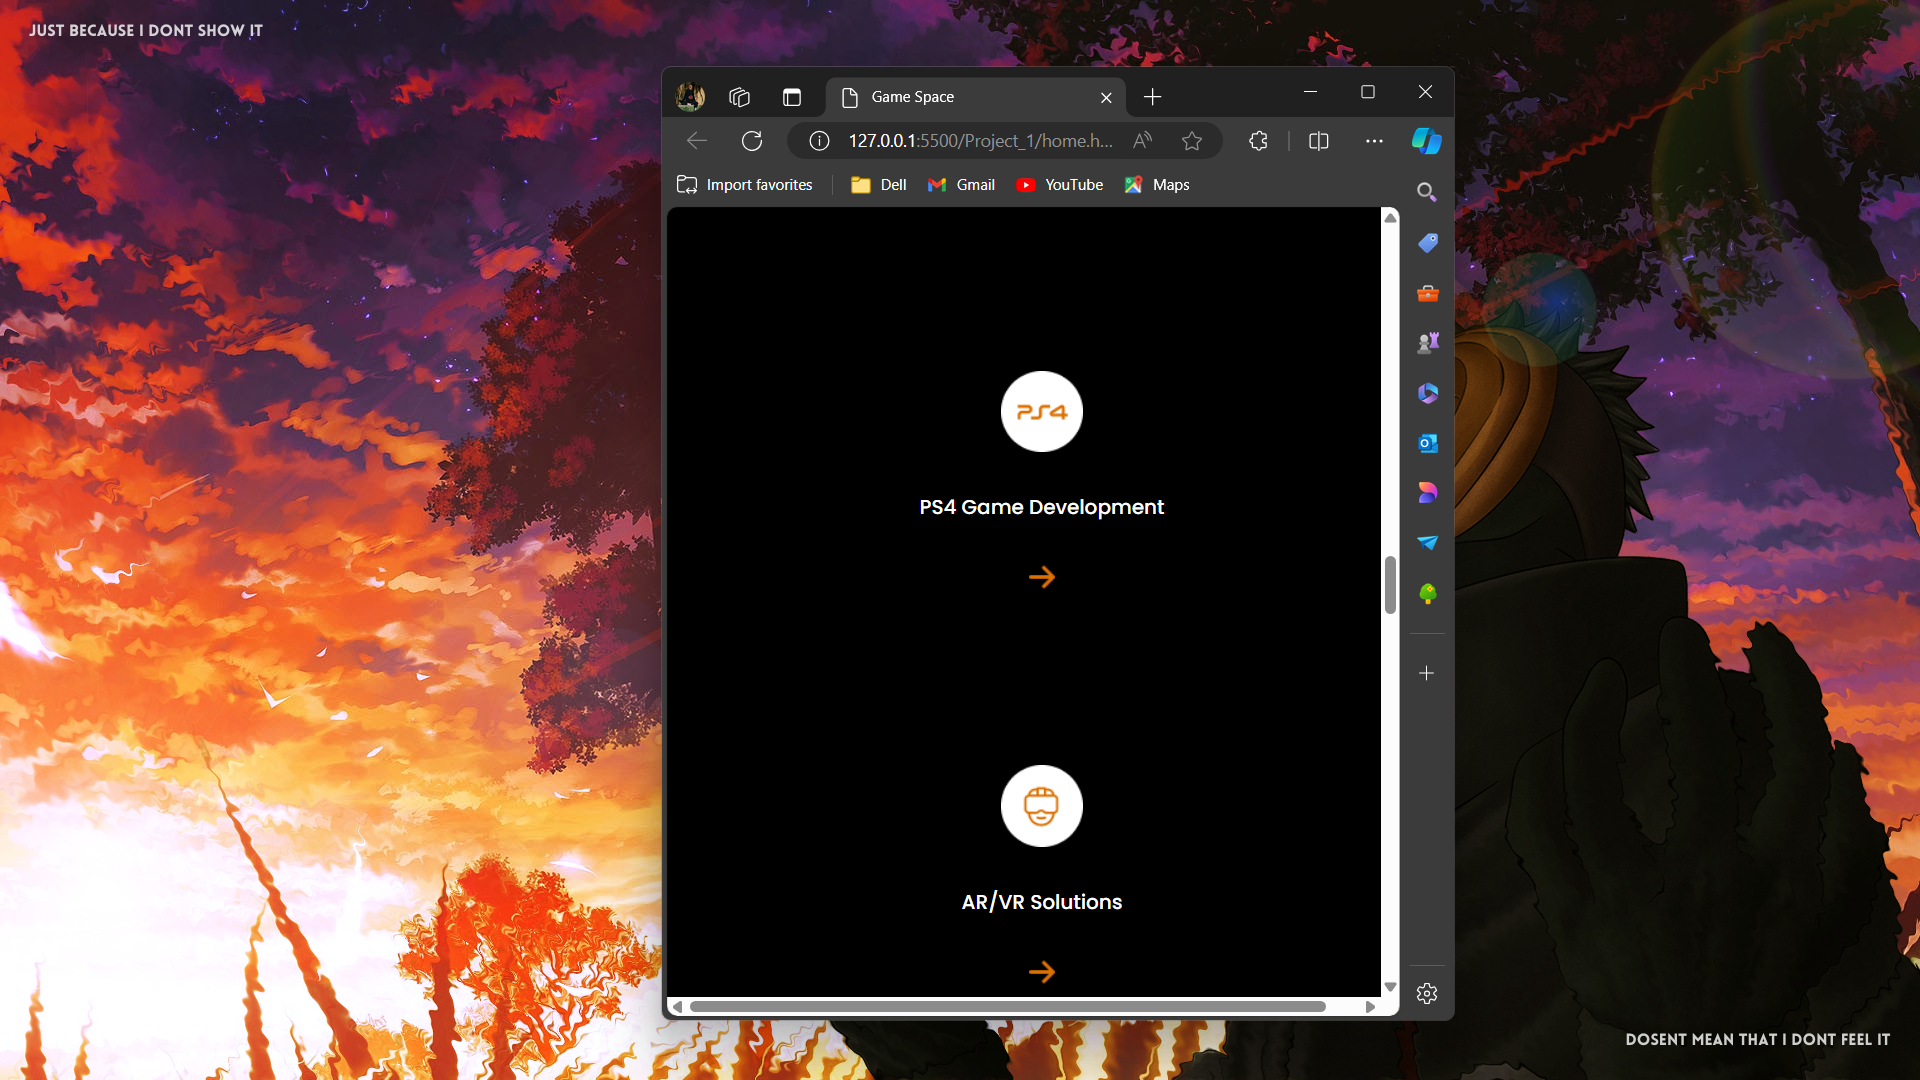 JUST BECAUSE I DONT SHOW IT
Game Space
127.0.0.1:5500/Project_1/home.h...
Import favorites
Dell
Gmail
YouTube
Maps
PS4
PS4 Game Development
AR/VR Solutions
DOSENT MEAN THAT I DONT FEEL IT